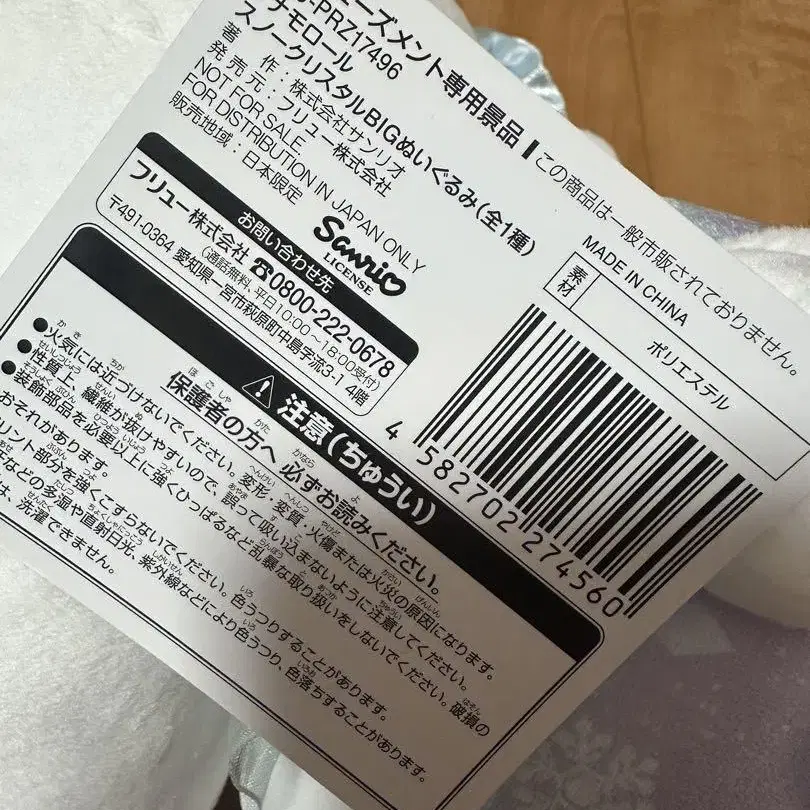 ーズメント専用景品 この商品は一般市販されておりません。
-PRZ17496
ナモロール
スノークリスタルBIGぬいぐるみ(全1種)
著作:株式会社サンリオ
発売元:フリュー株式会社
NOT FOR SALE
FOR DISTRIBUTION IN JAPAN ONLY
販売地域:日本限定
Sanrio
LICENSE
お問い合わせ先
フリュー株式会社 ☎0800-222-0678
(通話無料、平日10:00~18:00受付)
〒491-0364 愛知県一宮市萩原町中島字流3-1 4階
MADE IN CHINA
素材
ポリエステル
4 582702 274560
⚠注意(ちゅうい)
保護者の方へ 必ずお読みください。
●火気には近づけないでください。変形、変質、火傷または火災の原因になります。
●性質上、繊維が抜けやすいので、誤って吸い込まないように注意してください。
●装飾部品を必要以上に強くひっぱるなど乱暴な取り扱いをしないでください。破損の
おそれがあります。
リント部分を強くこすらないでください。色うつりすることがあります。
などの多湿や直射日光、紫外線などにより色うつり、色落ちすることがあります。
は、洗濯できません。